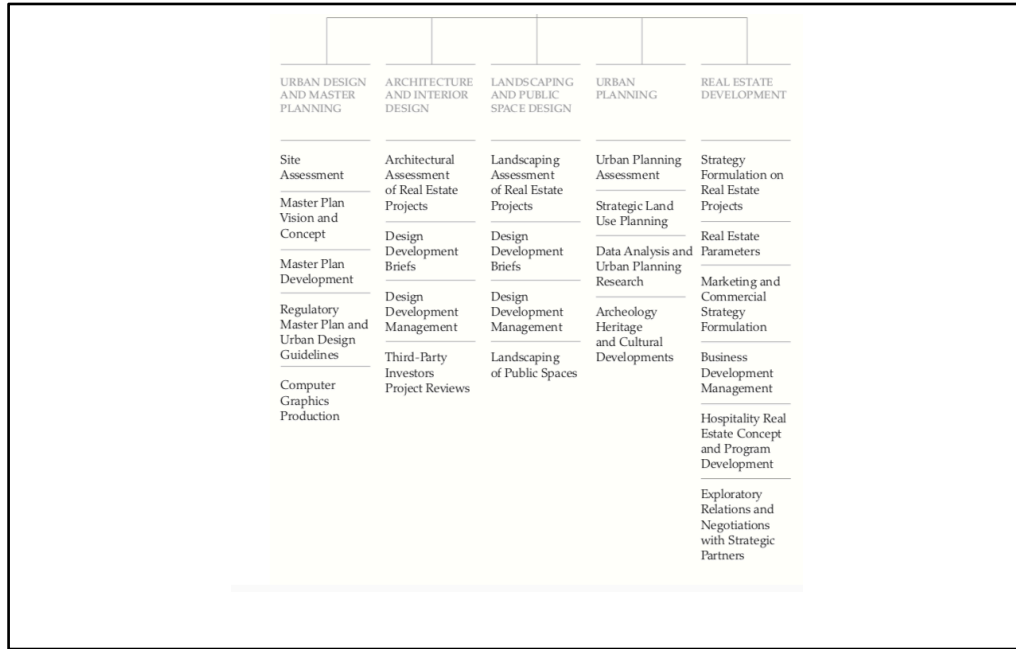 URBAN DESIGN
AND MASTER
PLANNING
Site
Assessment
Master Plan
Vision and
Concept
Master Plan
Development
Regulatory
Master Plan and
Urban Design
Guidelines
Computer
Graphics
Production
ARCHITECTURE
AND INTERIOR
DESIGN
Architectural
Assessment
of Real Estate
Projects
Design
Development
Briefs
Design
Development
Management
Third-Party
Investors
Project Reviews
LANDSCAPING
AND PUBLIC
SPACE DESIGN
Landscaping
Assessment
of Real Estate
Projects
Design
Development
Briefs
Design
Development
Management
Landscaping
of Public Spaces
URBAN
PLANNING
Urban Planning
Assessment
Strategic Land
Use Planning
Data Analysis and
Urban Planning
Research
Archeology
Heritage
and Cultural
Developments
REAL ESTATE
DEVELOPMENT
Strategy
Formulation on
Real Estate
Projects
Real Estate
Parameters
Marketing and
Commercial
Strategy
Formulation
Business
Development
Management
Hospitality Real
Estate Concept
and Program
Development
Exploratory
Relations and
Negotiations
with Strategic
Partners